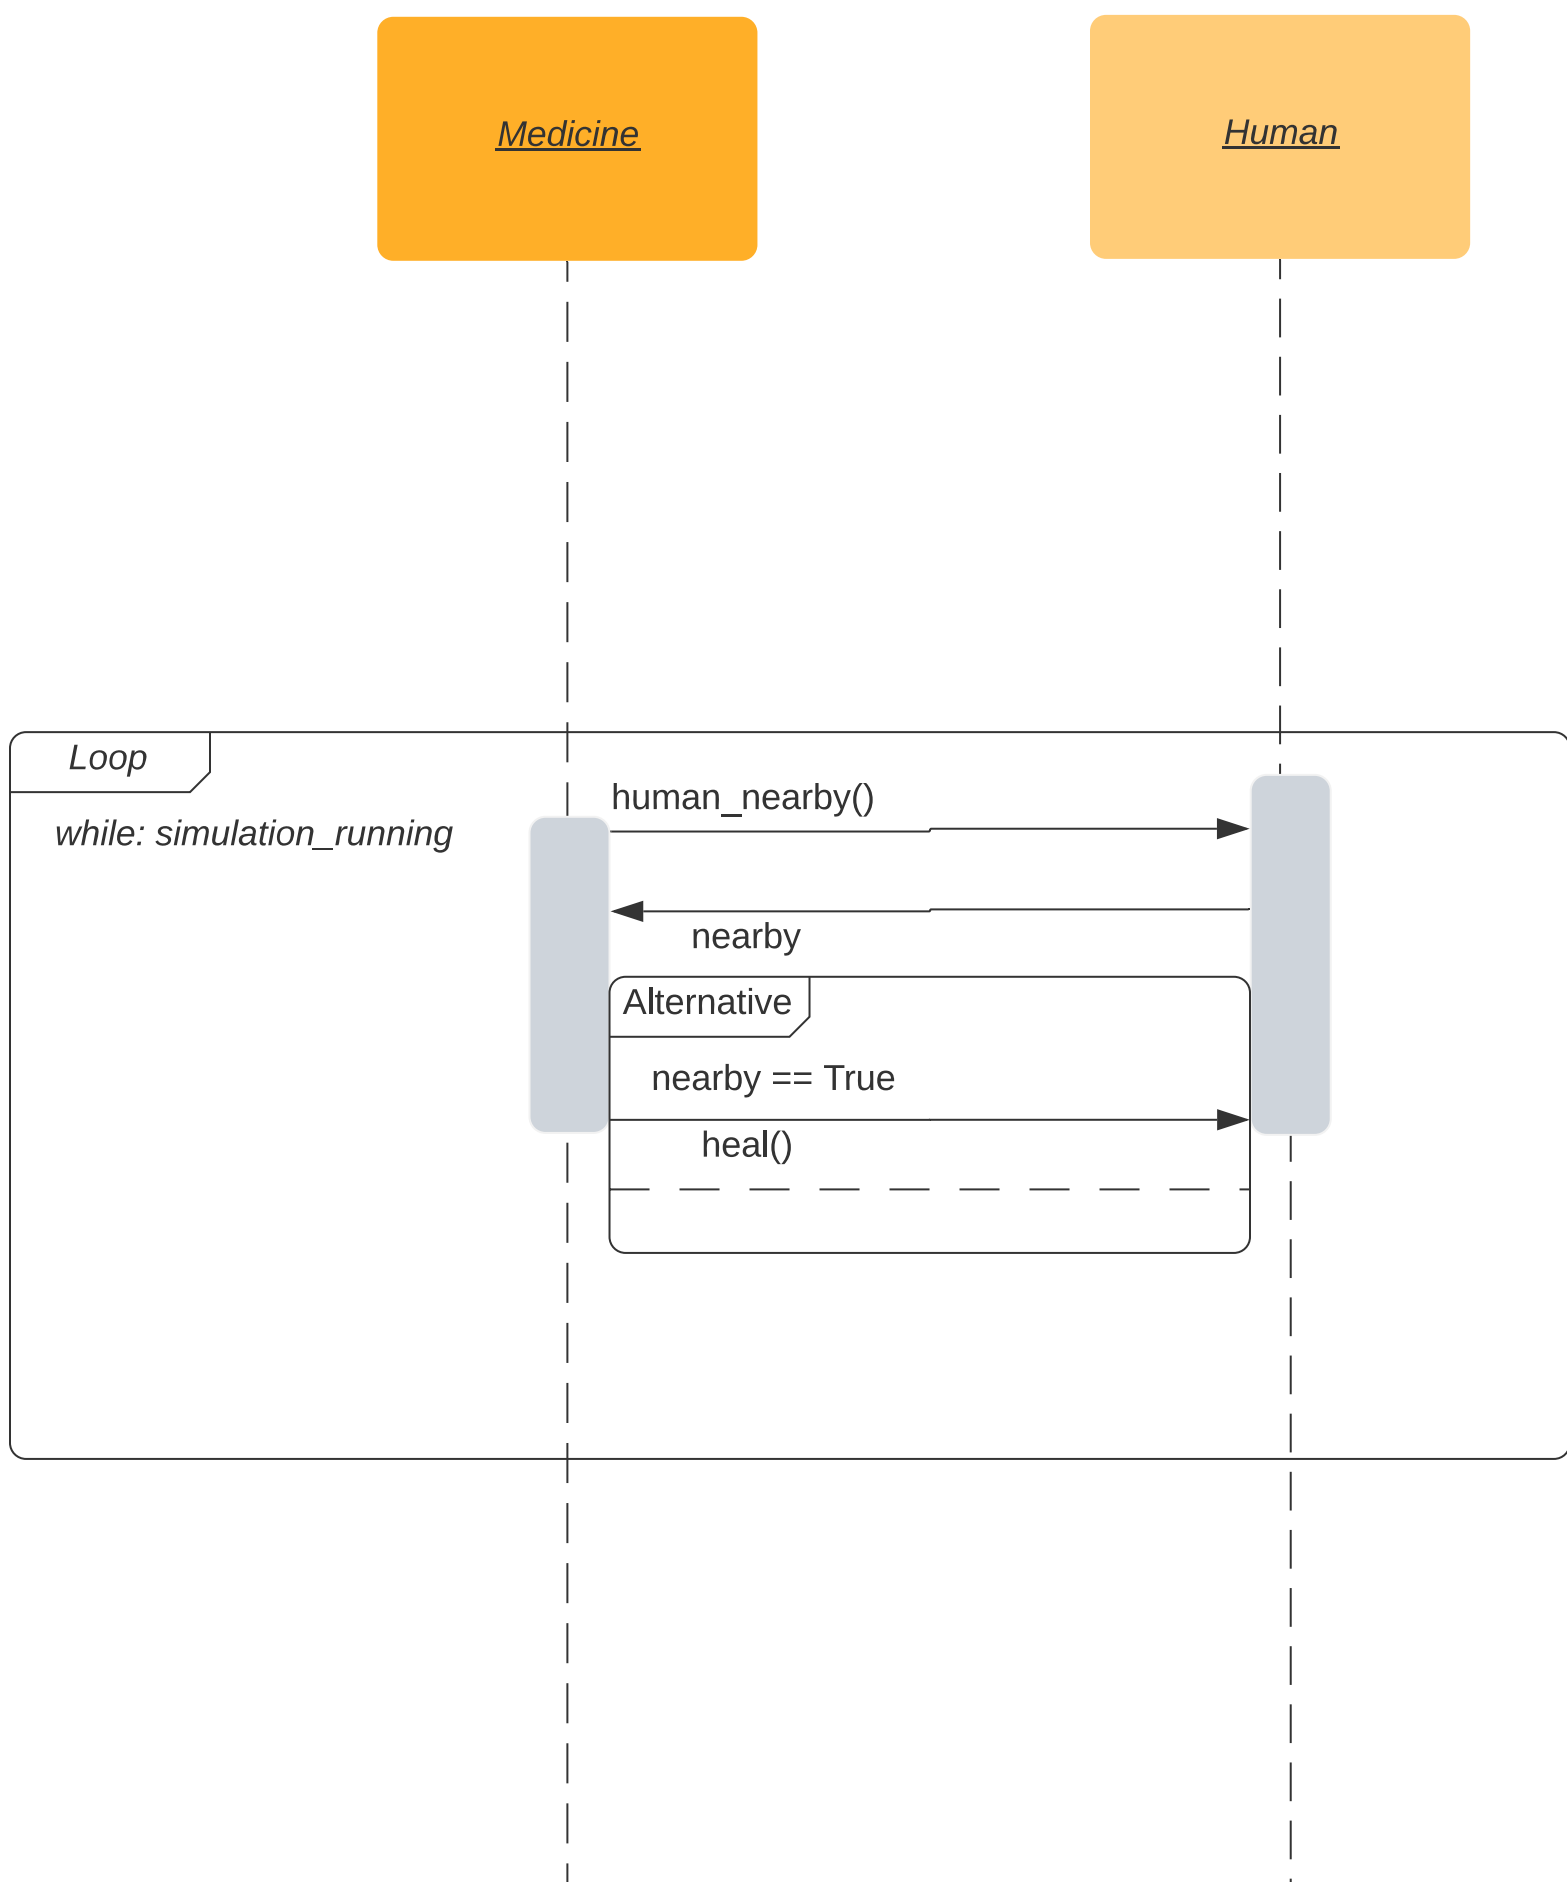 Medicine
Human
Loop
human_nearby()
while: simulation_running
nearby
Alternative
nearby == True
heal()